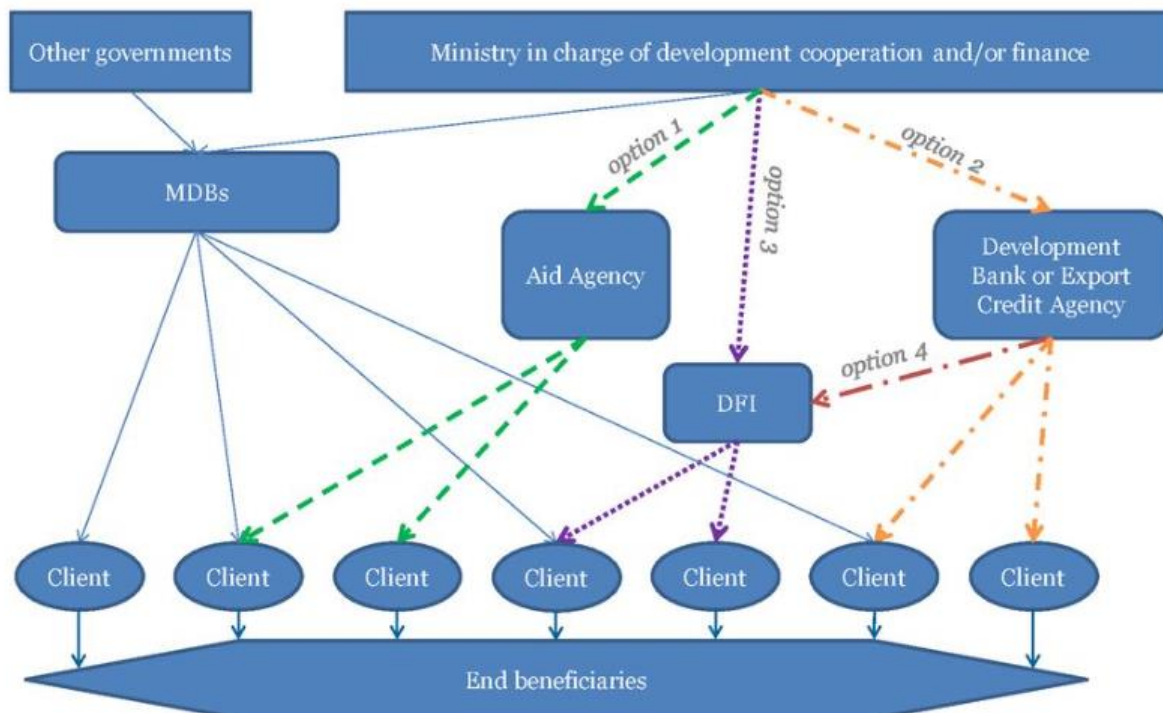 Other governments
Ministry in charge of development cooperation and/or finance
option 1
option 2
option 3
MDBs
Aid Agency
Development
Bank or Export
Credit Agency
option 4
DFI
Client
Client
Client
Client
Client
Client
Client
End beneficiaries